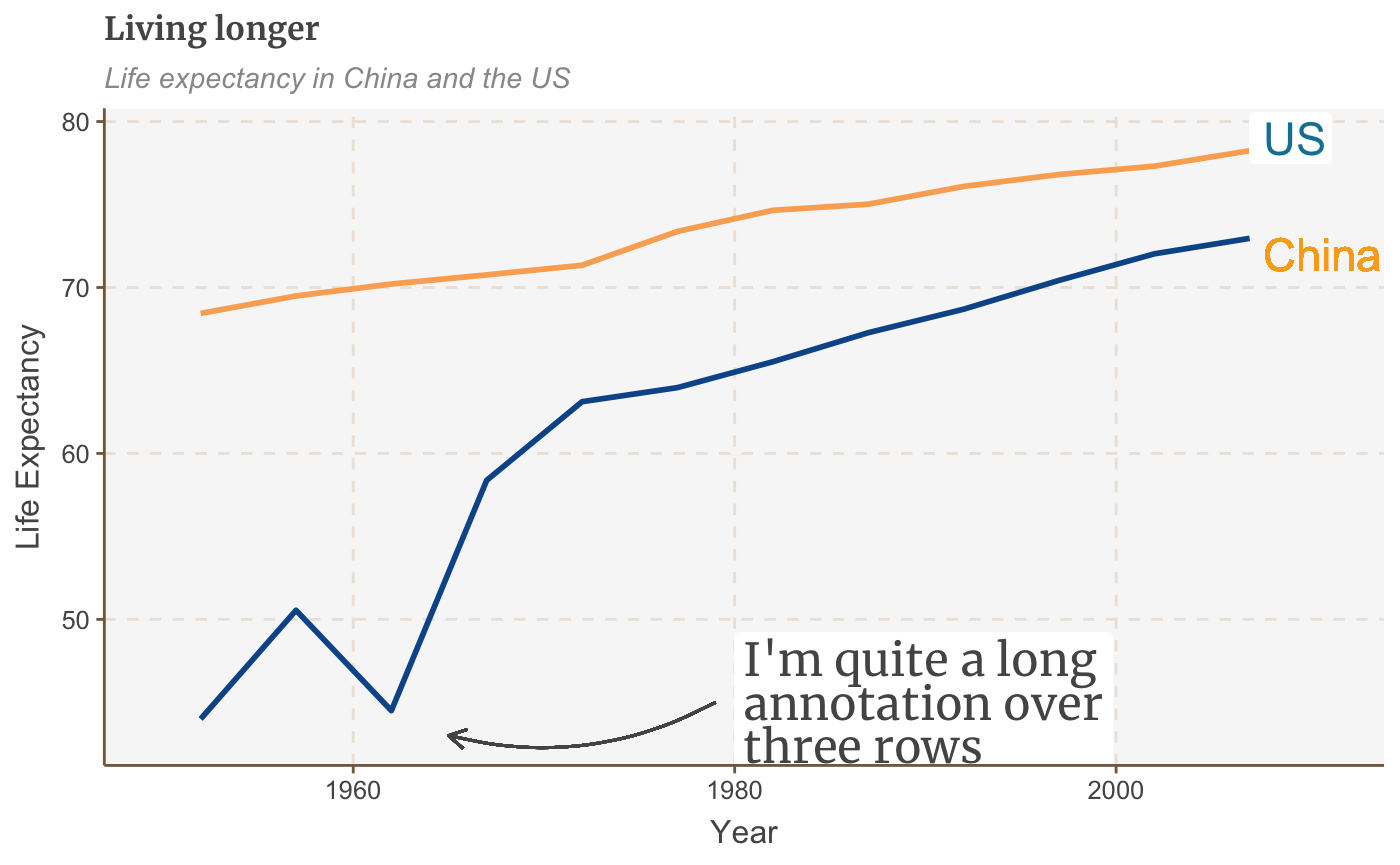 Living longer
Life expectancy in China and the US
80
70
60
50
Life Expectancy
US
China
I'm quite a long
annotation over
three rows
1960
1980
2000
Year